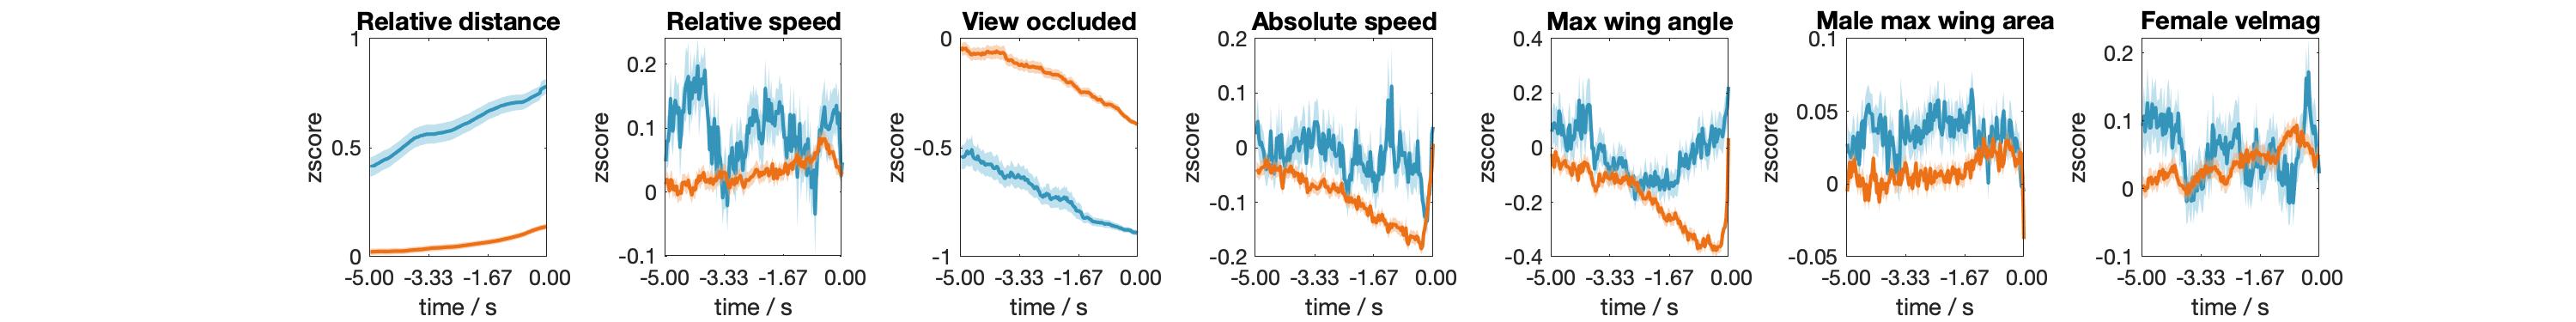 Relative distance
1
0.5
0
zscore
-5.00 -3.33 -1.67 0.00
time / s
Relative speed
0.2
0.1
0
-0.1
zscore
-5.00 -3.33 -1.67 0.00
time / s
View occluded
0
-0.5
-1
zscore
-5.00 -3.33 -1.67 0.00
time / s
Absolute speed
0.2
0.1
0
-0.1
-0.2
zscore
-5.00 -3.33 -1.67 0.00
time / s
Max wing angle
0.4
0.2
0
-0.2
-0.4
zscore
-5.00 -3.33 -1.67 0.00
time / s
Male max wing area
0.1
0.05
0
-0.05
zscore
-5.00 -3.33 -1.67 0.00
time / s
Female velmag
0.2
0.1
0
-0.1
zscore
-5.00 -3.33 -1.67 0.00
time / s